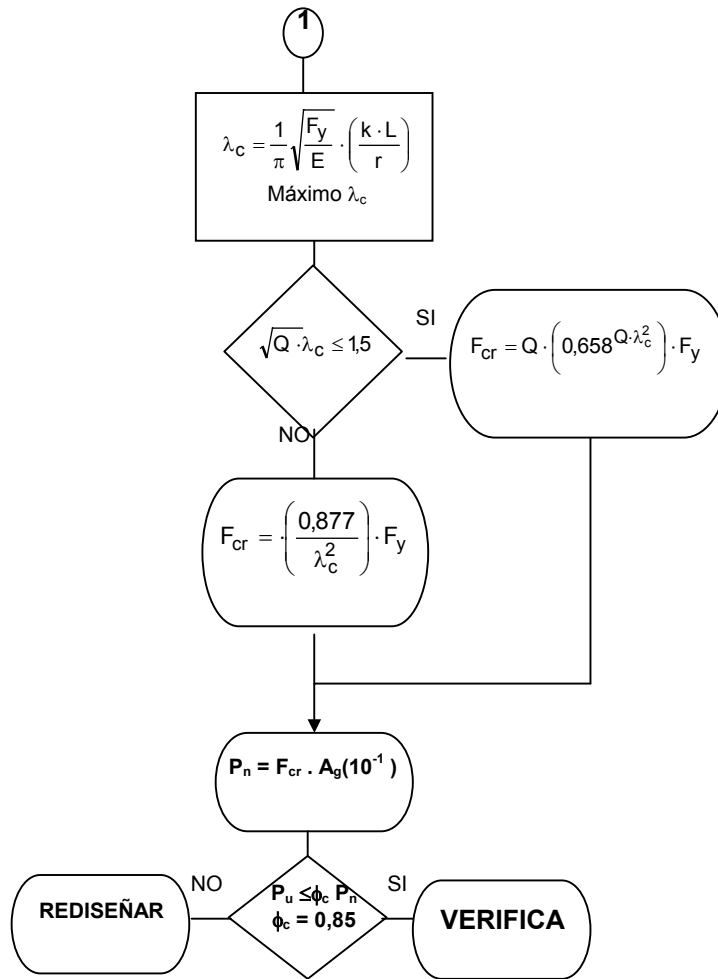 1
λc = 1/π √(Fy/E) · (k · L / r)
Máximo λc
√Q · λc ≤ 1,5
SI
Fcr = Q · (0,658^(Q·λc²)) · Fy
NO
Fcr = · (0,877 / λc²) · Fy
Pn = Fcr . Ag(10⁻¹ )
NO
Pu ≤ϕc Pn
ϕc = 0,85
SI
REDISEÑAR
VERIFICA